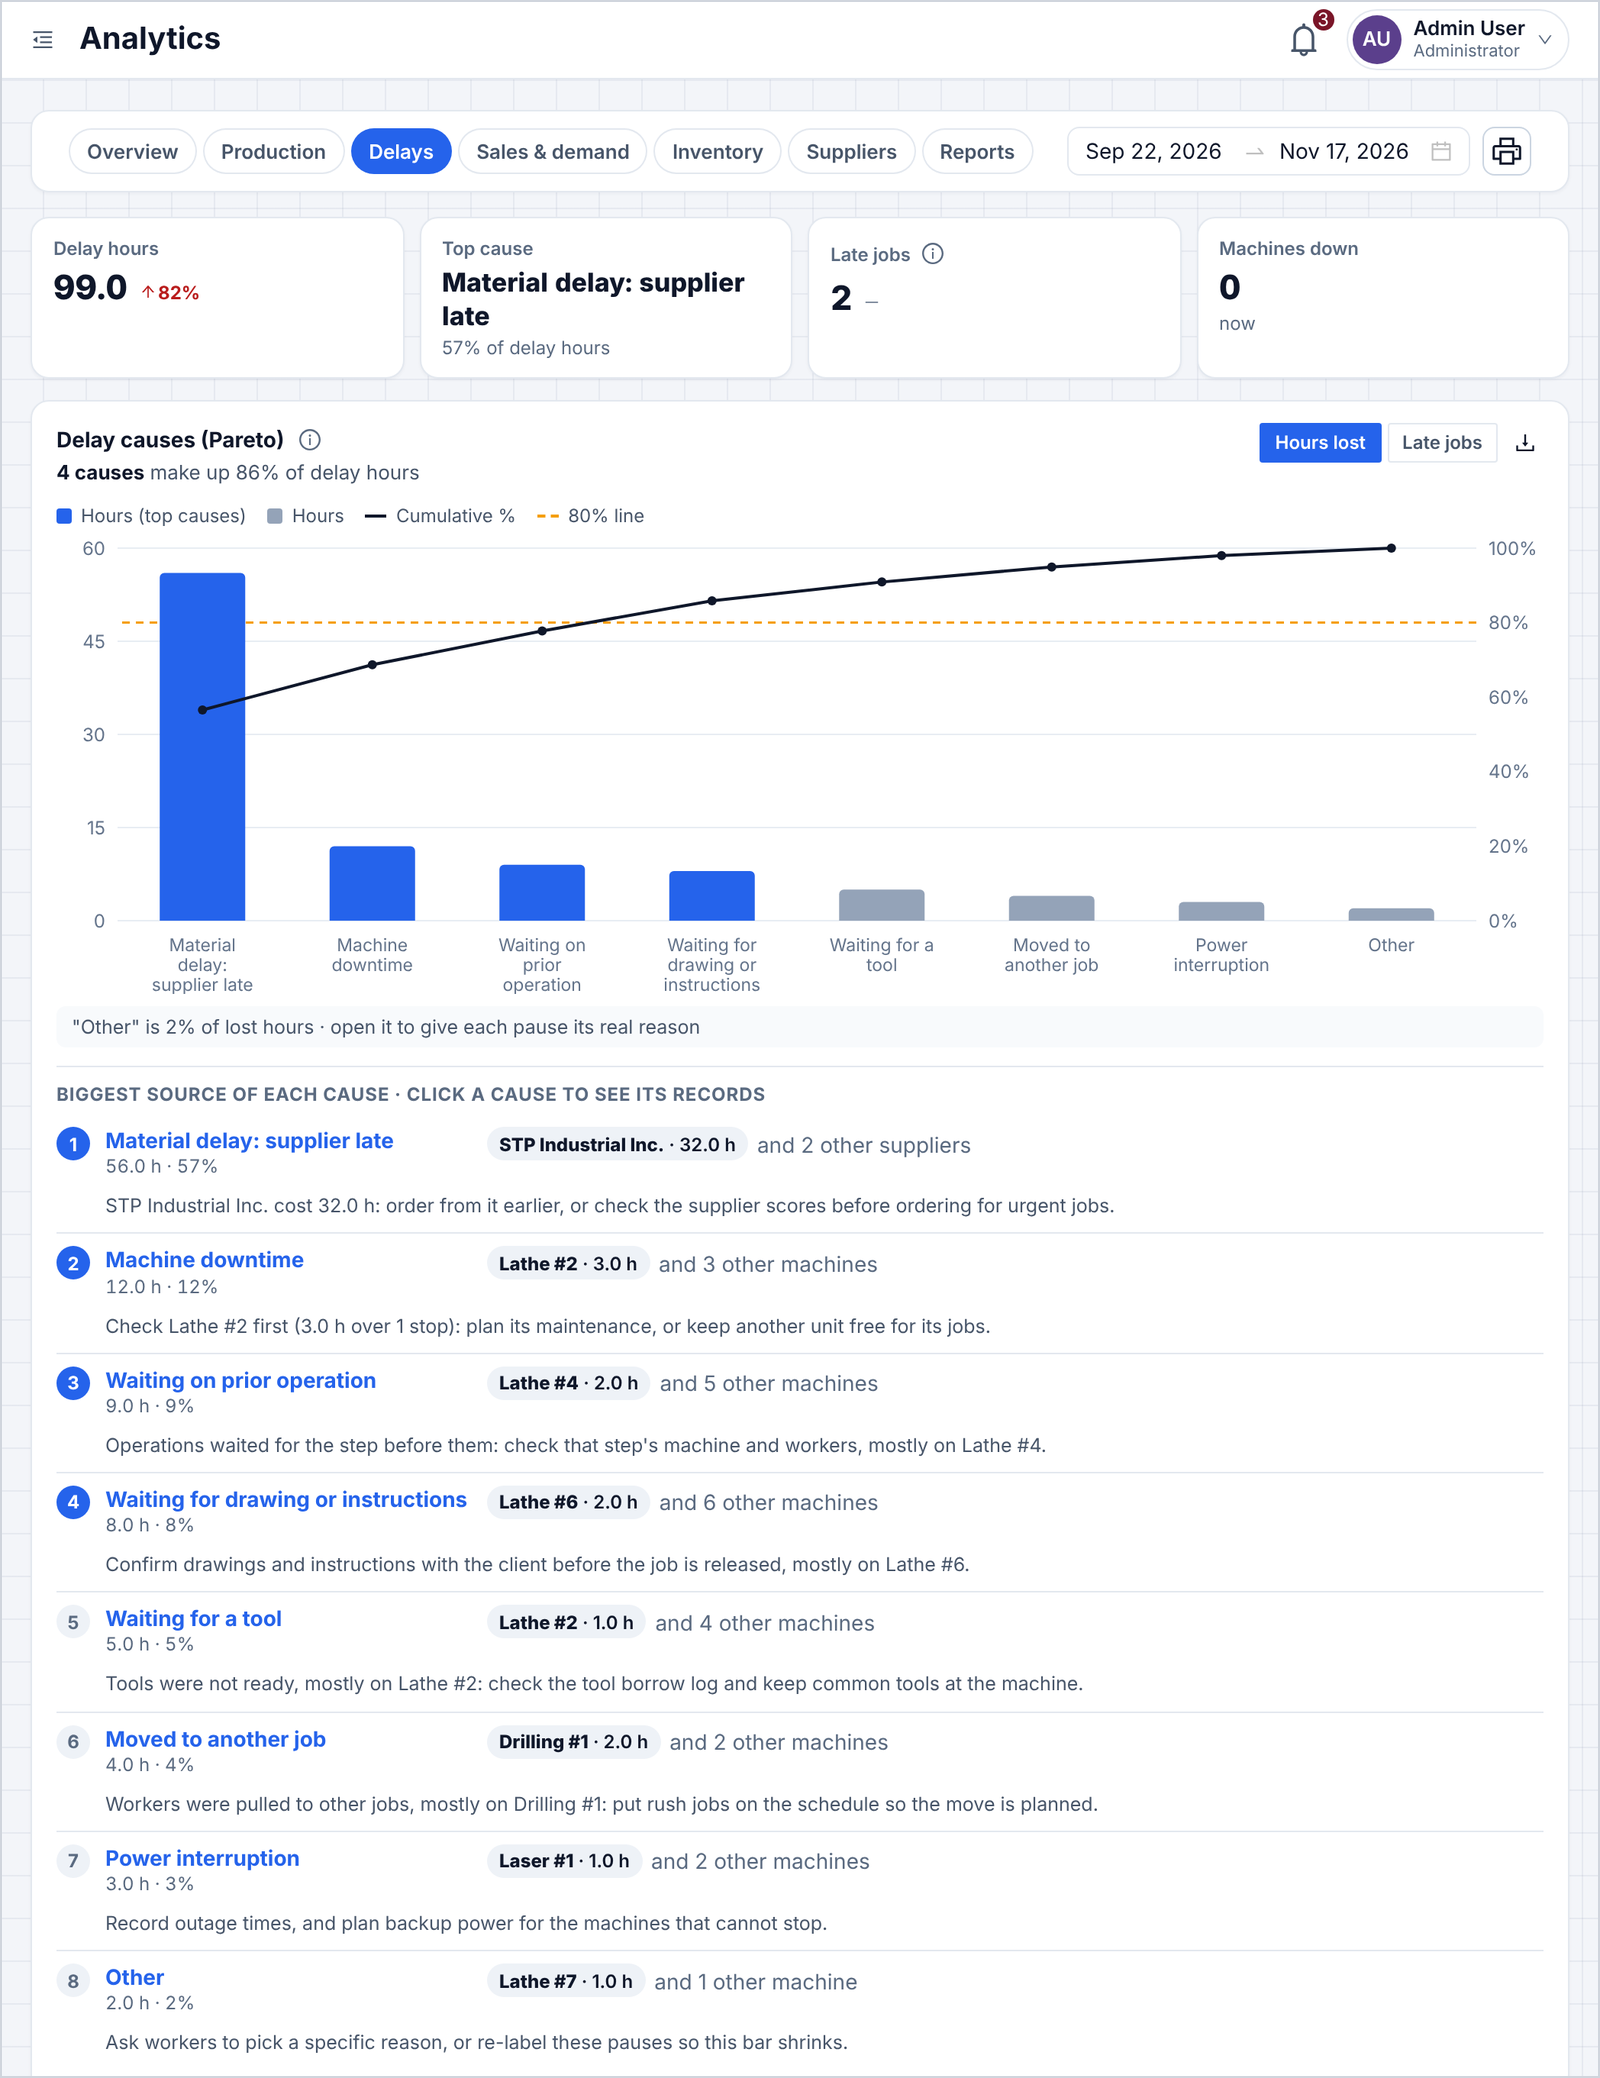 Analytics
3
AU
Admin User
Administrator
Overview
Production
Delays
Sales & demand
Inventory
Suppliers
Reports
Sep 22, 2026 → Nov 17, 2026
Delay hours
99.0 ↑82%
Top cause
Material delay: supplier
late
57% of delay hours
Late jobs
2 –
Machines down
0
now
Delay causes (Pareto)
4 causes make up 86% of delay hours
Hours lost
Late jobs
Hours (top causes)
Hours
Cumulative %
80% line
60
45
30
15
0
100%
80%
60%
40%
20%
0%
Material
delay:
supplier late
Machine
downtime
Waiting on
prior
operation
Waiting for
drawing or
instructions
Waiting for a
tool
Moved to
another job
Power
interruption
Other
"Other" is 2% of lost hours · open it to give each pause its real reason
BIGGEST SOURCE OF EACH CAUSE · CLICK A CAUSE TO SEE ITS RECORDS
1 Material delay: supplier late STP Industrial Inc. · 32.0 h and 2 other suppliers
56.0 h · 57%
STP Industrial Inc. cost 32.0 h: order from it earlier, or check the supplier scores before ordering for urgent jobs.
2 Machine downtime Lathe #2 · 3.0 h and 3 other machines
12.0 h · 12%
Check Lathe #2 first (3.0 h over 1 stop): plan its maintenance, or keep another unit free for its jobs.
3 Waiting on prior operation Lathe #4 · 2.0 h and 5 other machines
9.0 h · 9%
Operations waited for the step before them: check that step's machine and workers, mostly on Lathe #4.
4 Waiting for drawing or instructions Lathe #6 · 2.0 h and 6 other machines
8.0 h · 8%
Confirm drawings and instructions with the client before the job is released, mostly on Lathe #6.
5 Waiting for a tool Lathe #2 · 1.0 h and 4 other machines
5.0 h · 5%
Tools were not ready, mostly on Lathe #2: check the tool borrow log and keep common tools at the machine.
6 Moved to another job Drilling #1 · 2.0 h and 2 other machines
4.0 h · 4%
Workers were pulled to other jobs, mostly on Drilling #1: put rush jobs on the schedule so the move is planned.
7 Power interruption Laser #1 · 1.0 h and 2 other machines
3.0 h · 3%
Record outage times, and plan backup power for the machines that cannot stop.
8 Other Lathe #7 · 1.0 h and 1 other machine
2.0 h · 2%
Ask workers to pick a specific reason, or re-label these pauses so this bar shrinks.